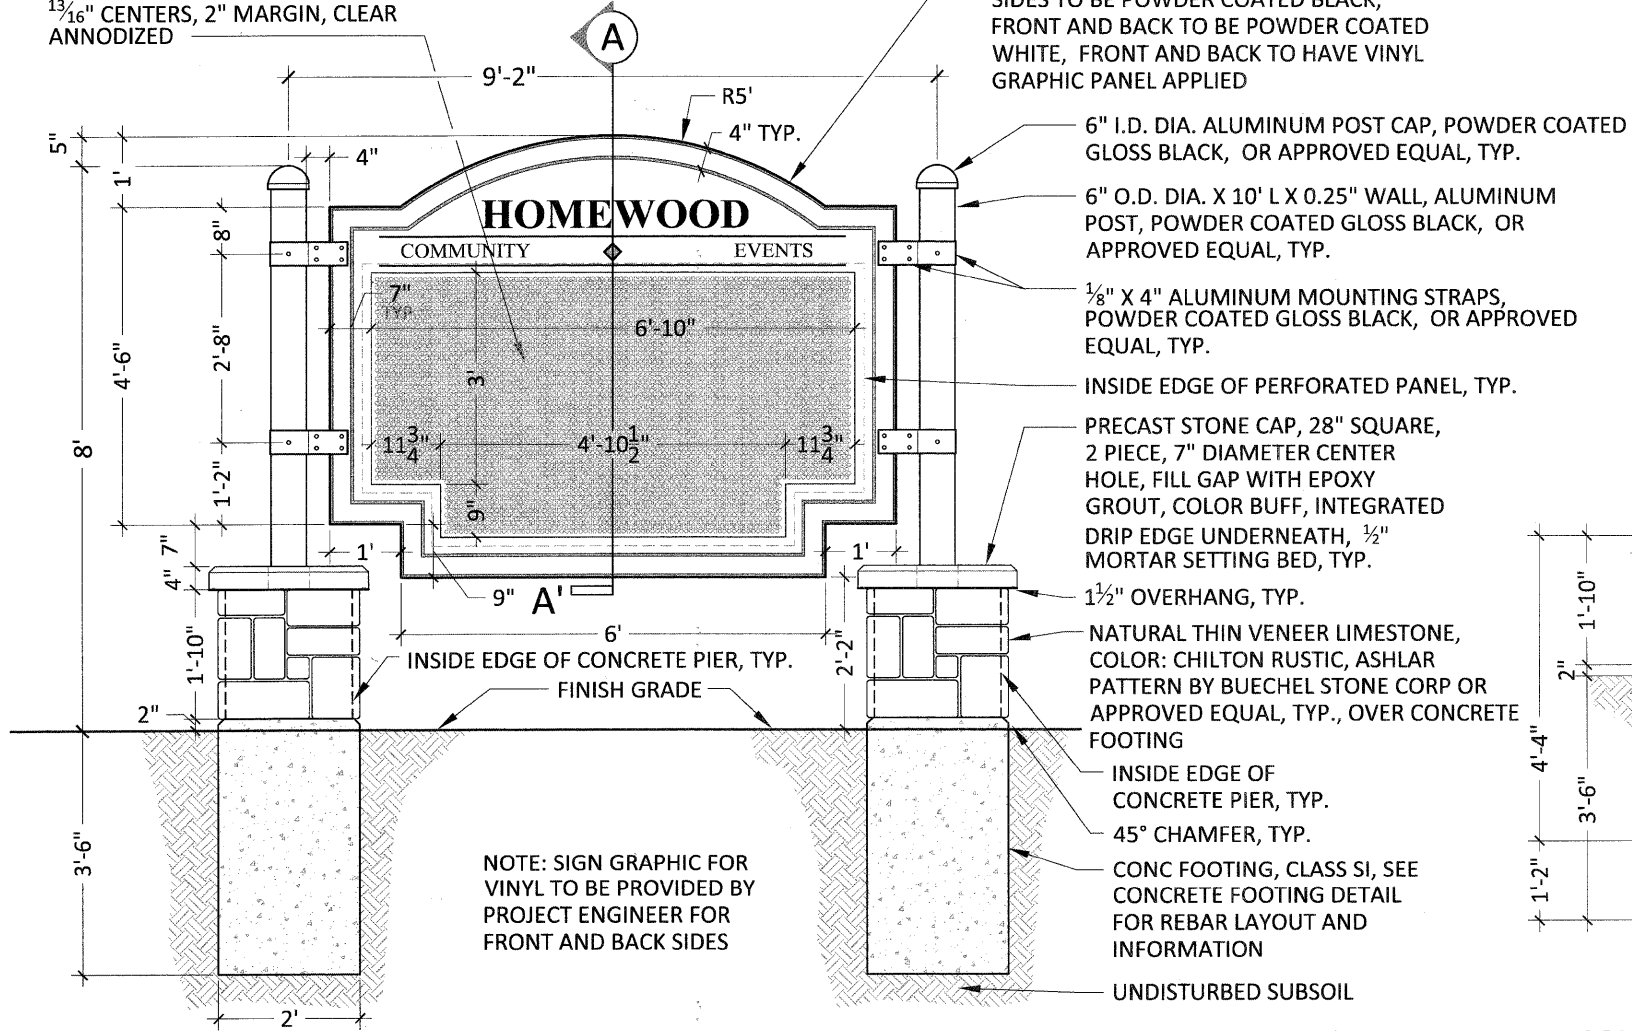 13/16" CENTERS, 2" MARGIN, CLEAR
ANNODIZED
A
SIDES TO BE POWDER COATED BLACK,
FRONT AND BACK TO BE POWDER COATED
WHITE, FRONT AND BACK TO HAVE VINYL
GRAPHIC PANEL APPLIED
9'-2"
R5'
4" TYP.
5"
1'
4"
6" I.D. DIA. ALUMINUM POST CAP, POWDER COATED
GLOSS BLACK, OR APPROVED EQUAL, TYP.
6" O.D. DIA. X 10' L X 0.25" WALL, ALUMINUM
POST, POWDER COATED GLOSS BLACK, OR
APPROVED EQUAL, TYP.
HOMEWOOD
COMMUNITY EVENTS
8"
7"
TYP
6'-10"
2'-8"
4'-6"
3'
8'
1/8" X 4" ALUMINUM MOUNTING STRAPS,
POWDER COATED GLOSS BLACK, OR APPROVED
EQUAL, TYP.
INSIDE EDGE OF PERFORATED PANEL, TYP.
11 3/4"
4'-10 1/2"
11 3/4"
1'-2"
9"
PRECAST STONE CAP, 28" SQUARE,
2 PIECE, 7" DIAMETER CENTER
HOLE, FILL GAP WITH EPOXY
GROUT, COLOR BUFF, INTEGRATED
DRIP EDGE UNDERNEATH, ½"
MORTAR SETTING BED, TYP.
7"
4"
1'
1'
9"
A'
6'
1½" OVERHANG, TYP.
1'-10"
2'-2"
INSIDE EDGE OF CONCRETE PIER, TYP.
FINISH GRADE
2"
NATURAL THIN VENEER LIMESTONE,
COLOR: CHILTON RUSTIC, ASHLAR
PATTERN BY BUECHEL STONE CORP OR
APPROVED EQUAL, TYP., OVER CONCRETE
FOOTING
INSIDE EDGE OF
CONCRETE PIER, TYP.
45° CHAMFER, TYP.
CONC FOOTING, CLASS SI, SEE
CONCRETE FOOTING DETAIL
FOR REBAR LAYOUT AND
INFORMATION
UNDISTURBED SUBSOIL
3'-6"
2'
NOTE: SIGN GRAPHIC FOR
VINYL TO BE PROVIDED BY
PROJECT ENGINEER FOR
FRONT AND BACK SIDES
1'-10"
2"
4'-4"
3'-6"
1'-2"